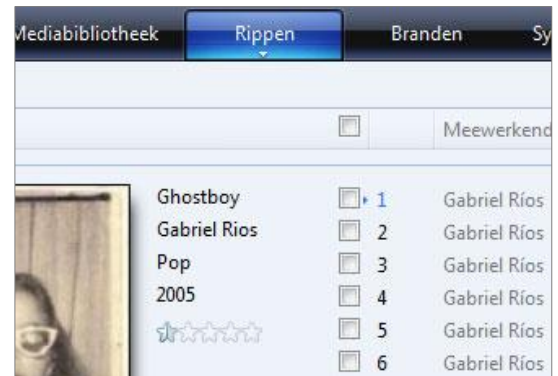 Mediabibliotheek Rippen Branden Sy
Meewerkend
Ghostboy 1 Gabriel Ríos
Gabriel Rios 2 Gabriel Ríos
Pop 3 Gabriel Ríos
2005 4 Gabriel Ríos
5 Gabriel Ríos
6 Gabriel Ríos